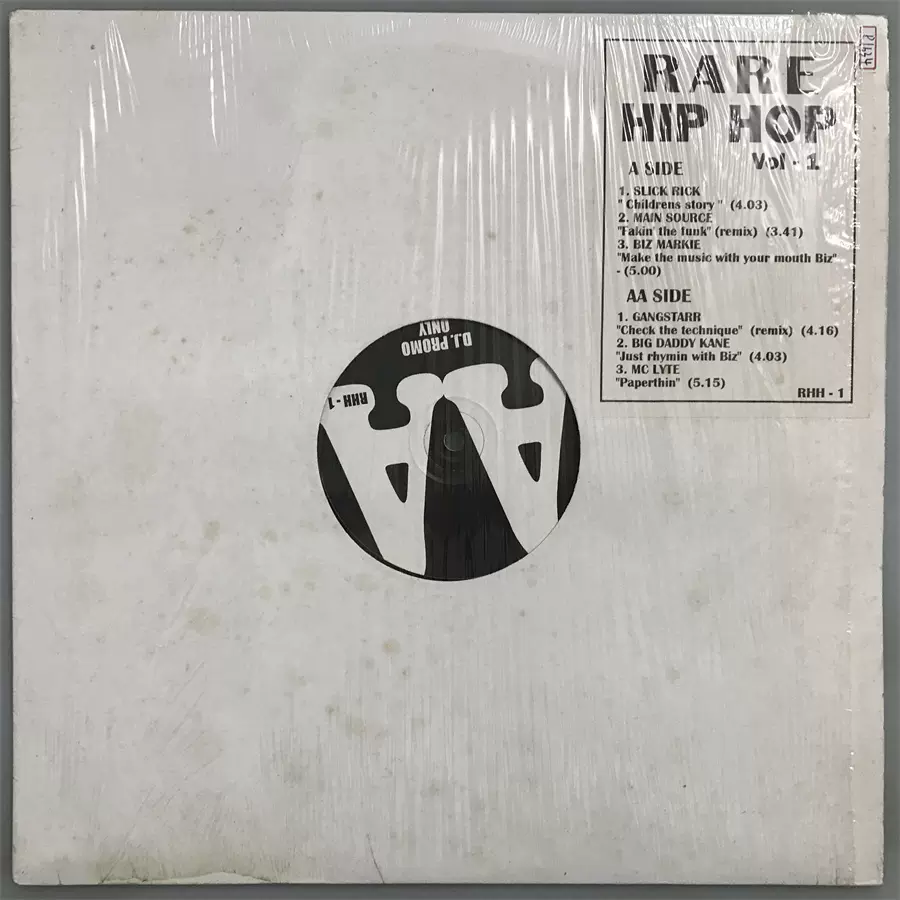 RARE
HIP HOP
Vol - 1
A SIDE
1. SLICK RICK
" Childrens story " (4.03)
2. MAIN SOURCE
"Fakin' the funk" (remix) (3.41)
3. BIZ MARKIE
"Make the music with your mouth Biz"
- (5.00)
AA SIDE
1. GANGSTARR
"Check the technique" (remix) (4.16)
2. BIG DADDY KANE
"Just rhymin with Biz" (4.03)
3. MC LYTE
"Paperthin" (5.15)
RHH - 1
D.J. PROMO
ONLY
RHH - 1
AA